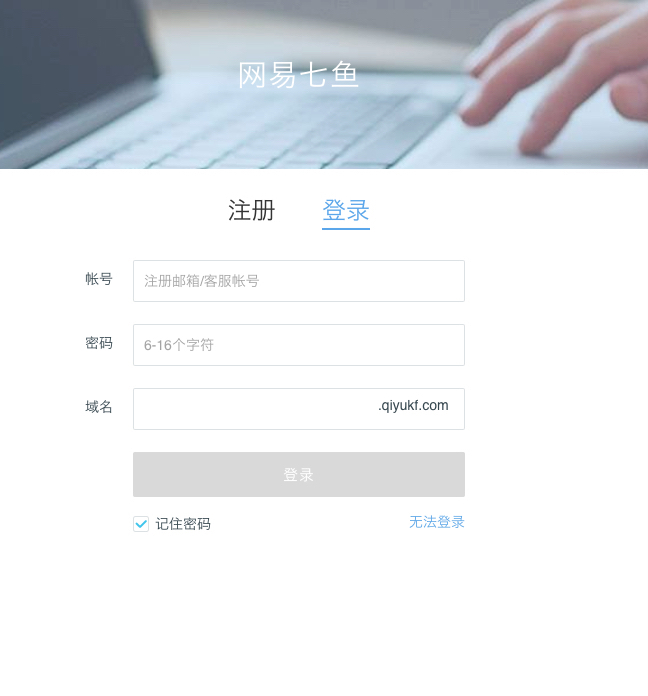 网易七鱼
注册 登录
帐号 注册邮箱/客服帐号
密码 6-16个字符
域名 .qiyukf.com
登录
记住密码 无法登录